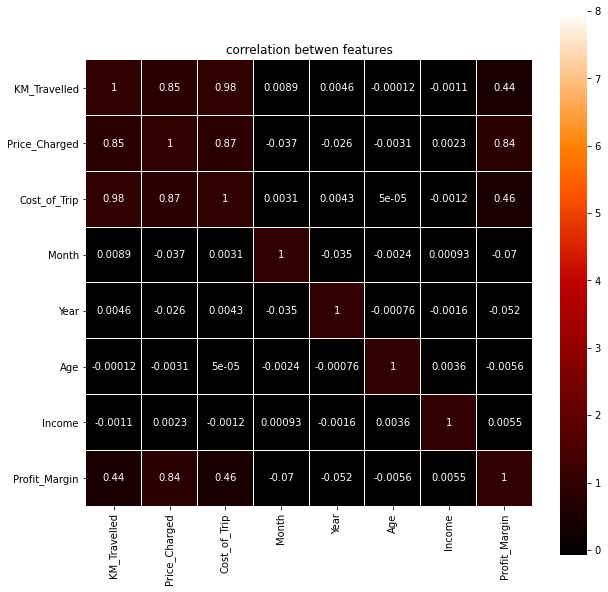 correlation betwen features
KM_Travelled 1 0.85 0.98 0.0089 0.0046 -0.00012 -0.0011 0.44
Price_Charged 0.85 1 0.87 -0.037 -0.026 -0.0031 0.0023 0.84
Cost_of_Trip 0.98 0.87 1 0.0031 0.0043 5e-05 -0.0012 0.46
Month 0.0089 -0.037 0.0031 1 -0.035 -0.0024 0.00093 -0.07
Year 0.0046 -0.026 0.0043 -0.035 1 -0.00076 -0.0016 -0.052
Age -0.00012 -0.0031 5e-05 -0.0024 -0.00076 1 0.0036 -0.0056
Income -0.0011 0.0023 -0.0012 0.00093 -0.0016 0.0036 1 0.0055
Profit_Margin 0.44 0.84 0.46 -0.07 -0.052 -0.0056 0.0055 1
KM_Travelled
Price_Charged
Cost_of_Trip
Month
Year
Age
Income
Profit_Margin
8
7
6
5
4
3
2
1
0